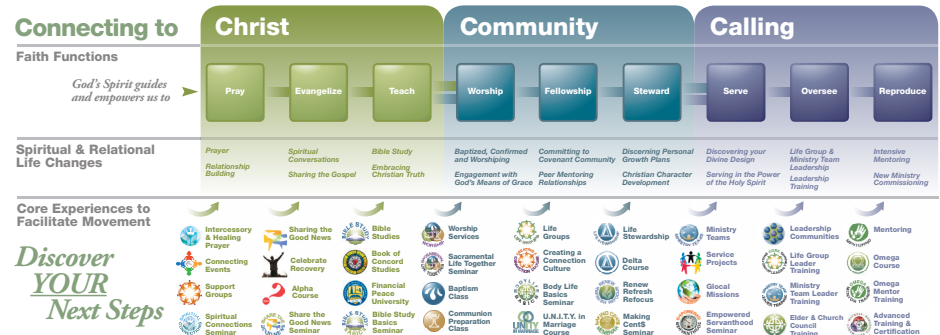 Connecting to
Christ
Community
Calling
Faith Functions
God's Spirit guides
and empowers us to
Pray
Evangelize
Teach
Worship
Fellowship
Steward
Serve
Oversee
Reproduce
Spiritual & Relational
Life Changes
Prayer
Relationship
Building
Spiritual
Conversations
Sharing the Gospel
Bible Study
Embracing
Christian Truth
Baptized, Confirmed
and Worshiping
Engagement with
God's Means of Grace
Committing to
Covenant Community
Peer Mentoring
Relationships
Discerning Personal
Growth Plans
Christian Character
Development
Discovering your
Divine Design
Serving in the Power
of the Holy Spirit
Life Group &
Ministry Team
Leadership
Leadership
Training
Intensive
Mentoring
New Ministry
Commissioning
Core Experiences to
Facilitate Movement
Discover
YOUR
Next Steps
Intercessory
& Healing
Prayer
Connecting
Events
Support
Groups
Spiritual
Connections
Seminar
Sharing the
Good News
Celebrate
Recovery
Alpha
Course
Share the
Good News
Seminar
Bible
Studies
Book of
Concord
Studies
Financial
Peace
University
Bible Study
Basics
Seminar
Worship
Services
Sacramental
Life Together
Seminar
Baptism
Class
Communion
Preparation
Class
Life
Groups
Creating a
Connection
Culture
Body Life
Basics
Seminar
UNITY
U.N.I.T.Y. in
Marriage
Course
Life
Stewardship
Delta
Course
Renew
Refresh
Refocus
Making
Cent$
Seminar
Ministry
Teams
Service
Projects
Glocal
Missions
Empowered
Servanthood
Seminar
Leadership
Communities
Life Group
Leader
Training
Ministry
Team Leader
Training
Elder & Church
Council
Training
Mentoring
Omega
Course
Omega
Mentor
Training
Advanced
Training &
Certification